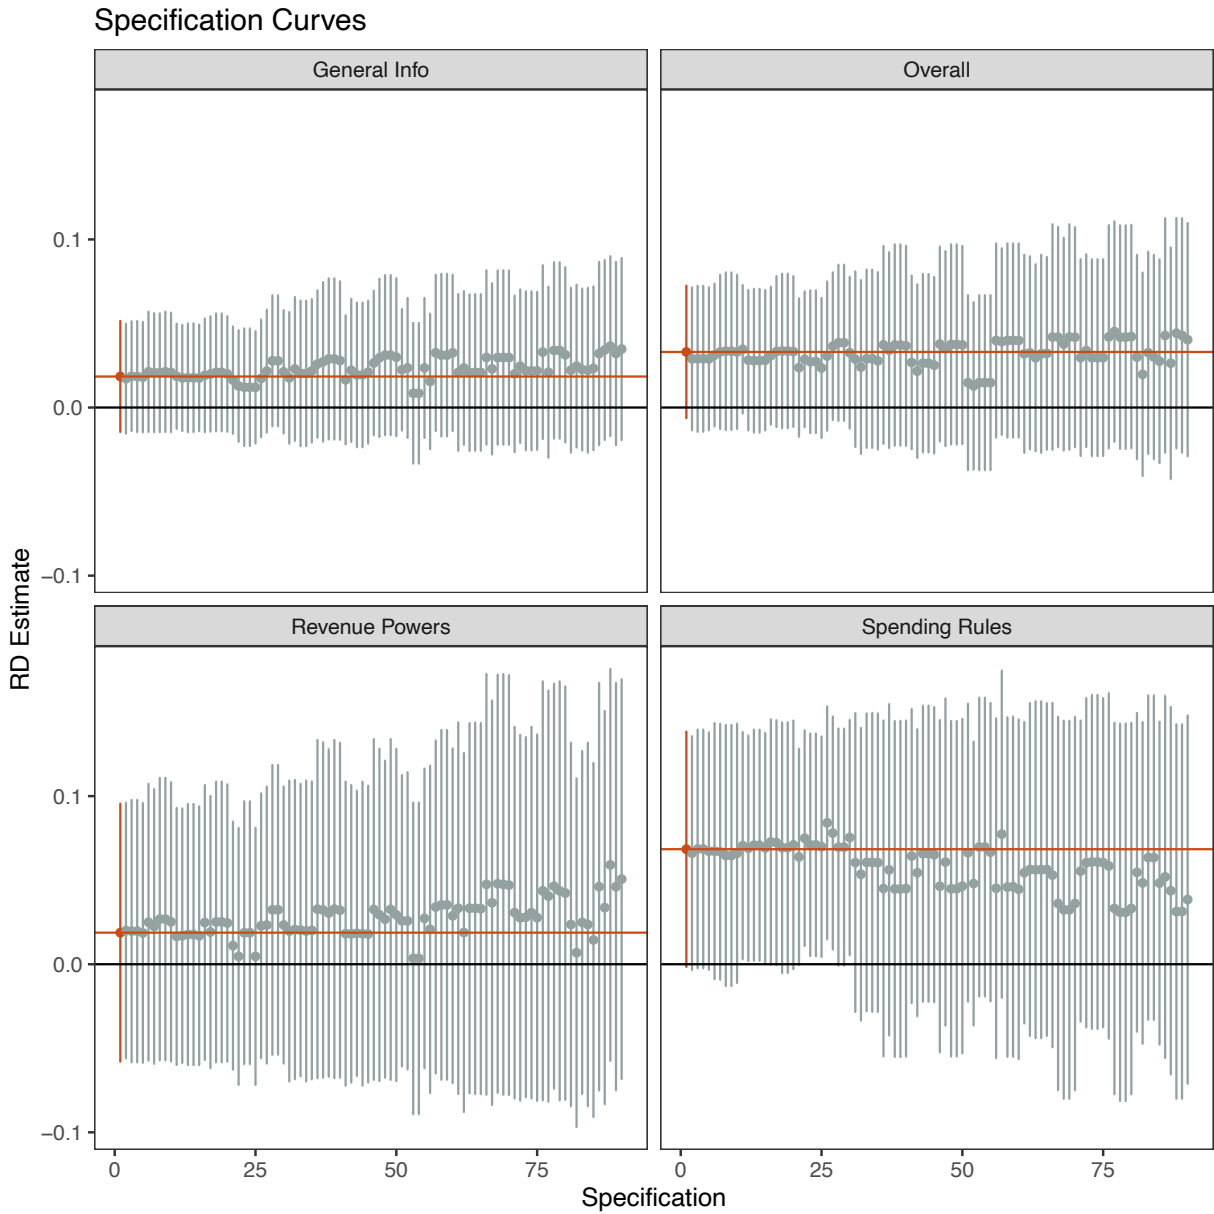 Specification Curves
General Info
Overall
0.1
0.0
−0.1
RD Estimate
Revenue Powers
Spending Rules
0.1
0.0
−0.1
0 25 50 75
0 25 50 75
Specification